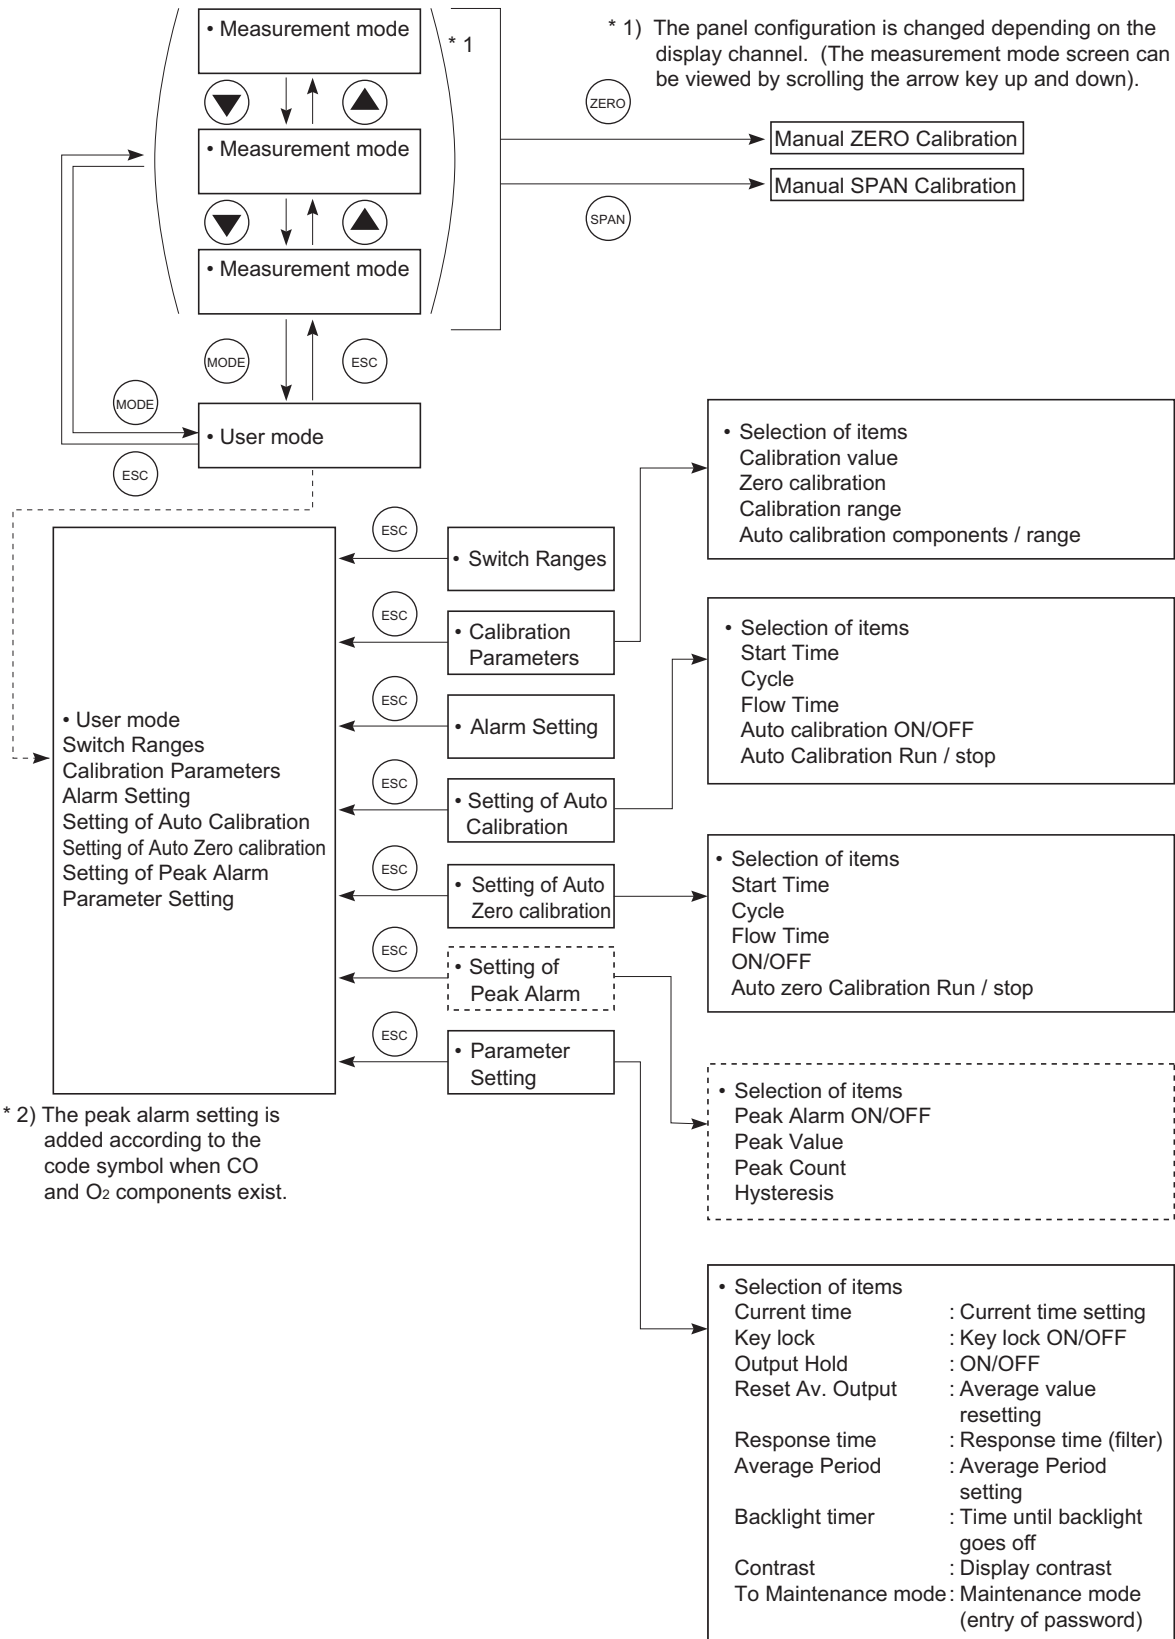 • Measurement mode
* 1
* 1) The panel configuration is changed depending on the
display channel. (The measurement mode screen can
be viewed by scrolling the arrow key up and down).
ZERO
Manual ZERO Calibration
• Measurement mode
Manual SPAN Calibration
SPAN
• Measurement mode
MODE
ESC
MODE
• User mode
ESC
• Selection of items
Calibration value
Zero calibration
Calibration range
Auto calibration components / range
ESC
• Switch Ranges
ESC
• Calibration
Parameters
• Selection of items
Start Time
Cycle
Flow Time
Auto calibration ON/OFF
Auto Calibration Run / stop
ESC
• Alarm Setting
• User mode
Switch Ranges
Calibration Parameters
Alarm Setting
Setting of Auto Calibration
Setting of Auto Zero calibration
Setting of Peak Alarm
Parameter Setting
ESC
• Setting of Auto
Calibration
ESC
• Setting of Auto
Zero calibration
• Selection of items
Start Time
Cycle
Flow Time
ON/OFF
Auto zero Calibration Run / stop
ESC
• Setting of
Peak Alarm
ESC
• Parameter
Setting
• Selection of items
Peak Alarm ON/OFF
Peak Value
Peak Count
Hysteresis
* 2) The peak alarm setting is
added according to the
code symbol when CO
and O2 components exist.
• Selection of items
Current time : Current time setting
Key lock : Key lock ON/OFF
Output Hold : ON/OFF
Reset Av. Output : Average value
resetting
Response time : Response time (filter)
Average Period : Average Period
setting
Backlight timer : Time until backlight
goes off
Contrast : Display contrast
To Maintenance mode : Maintenance mode
(entry of password)